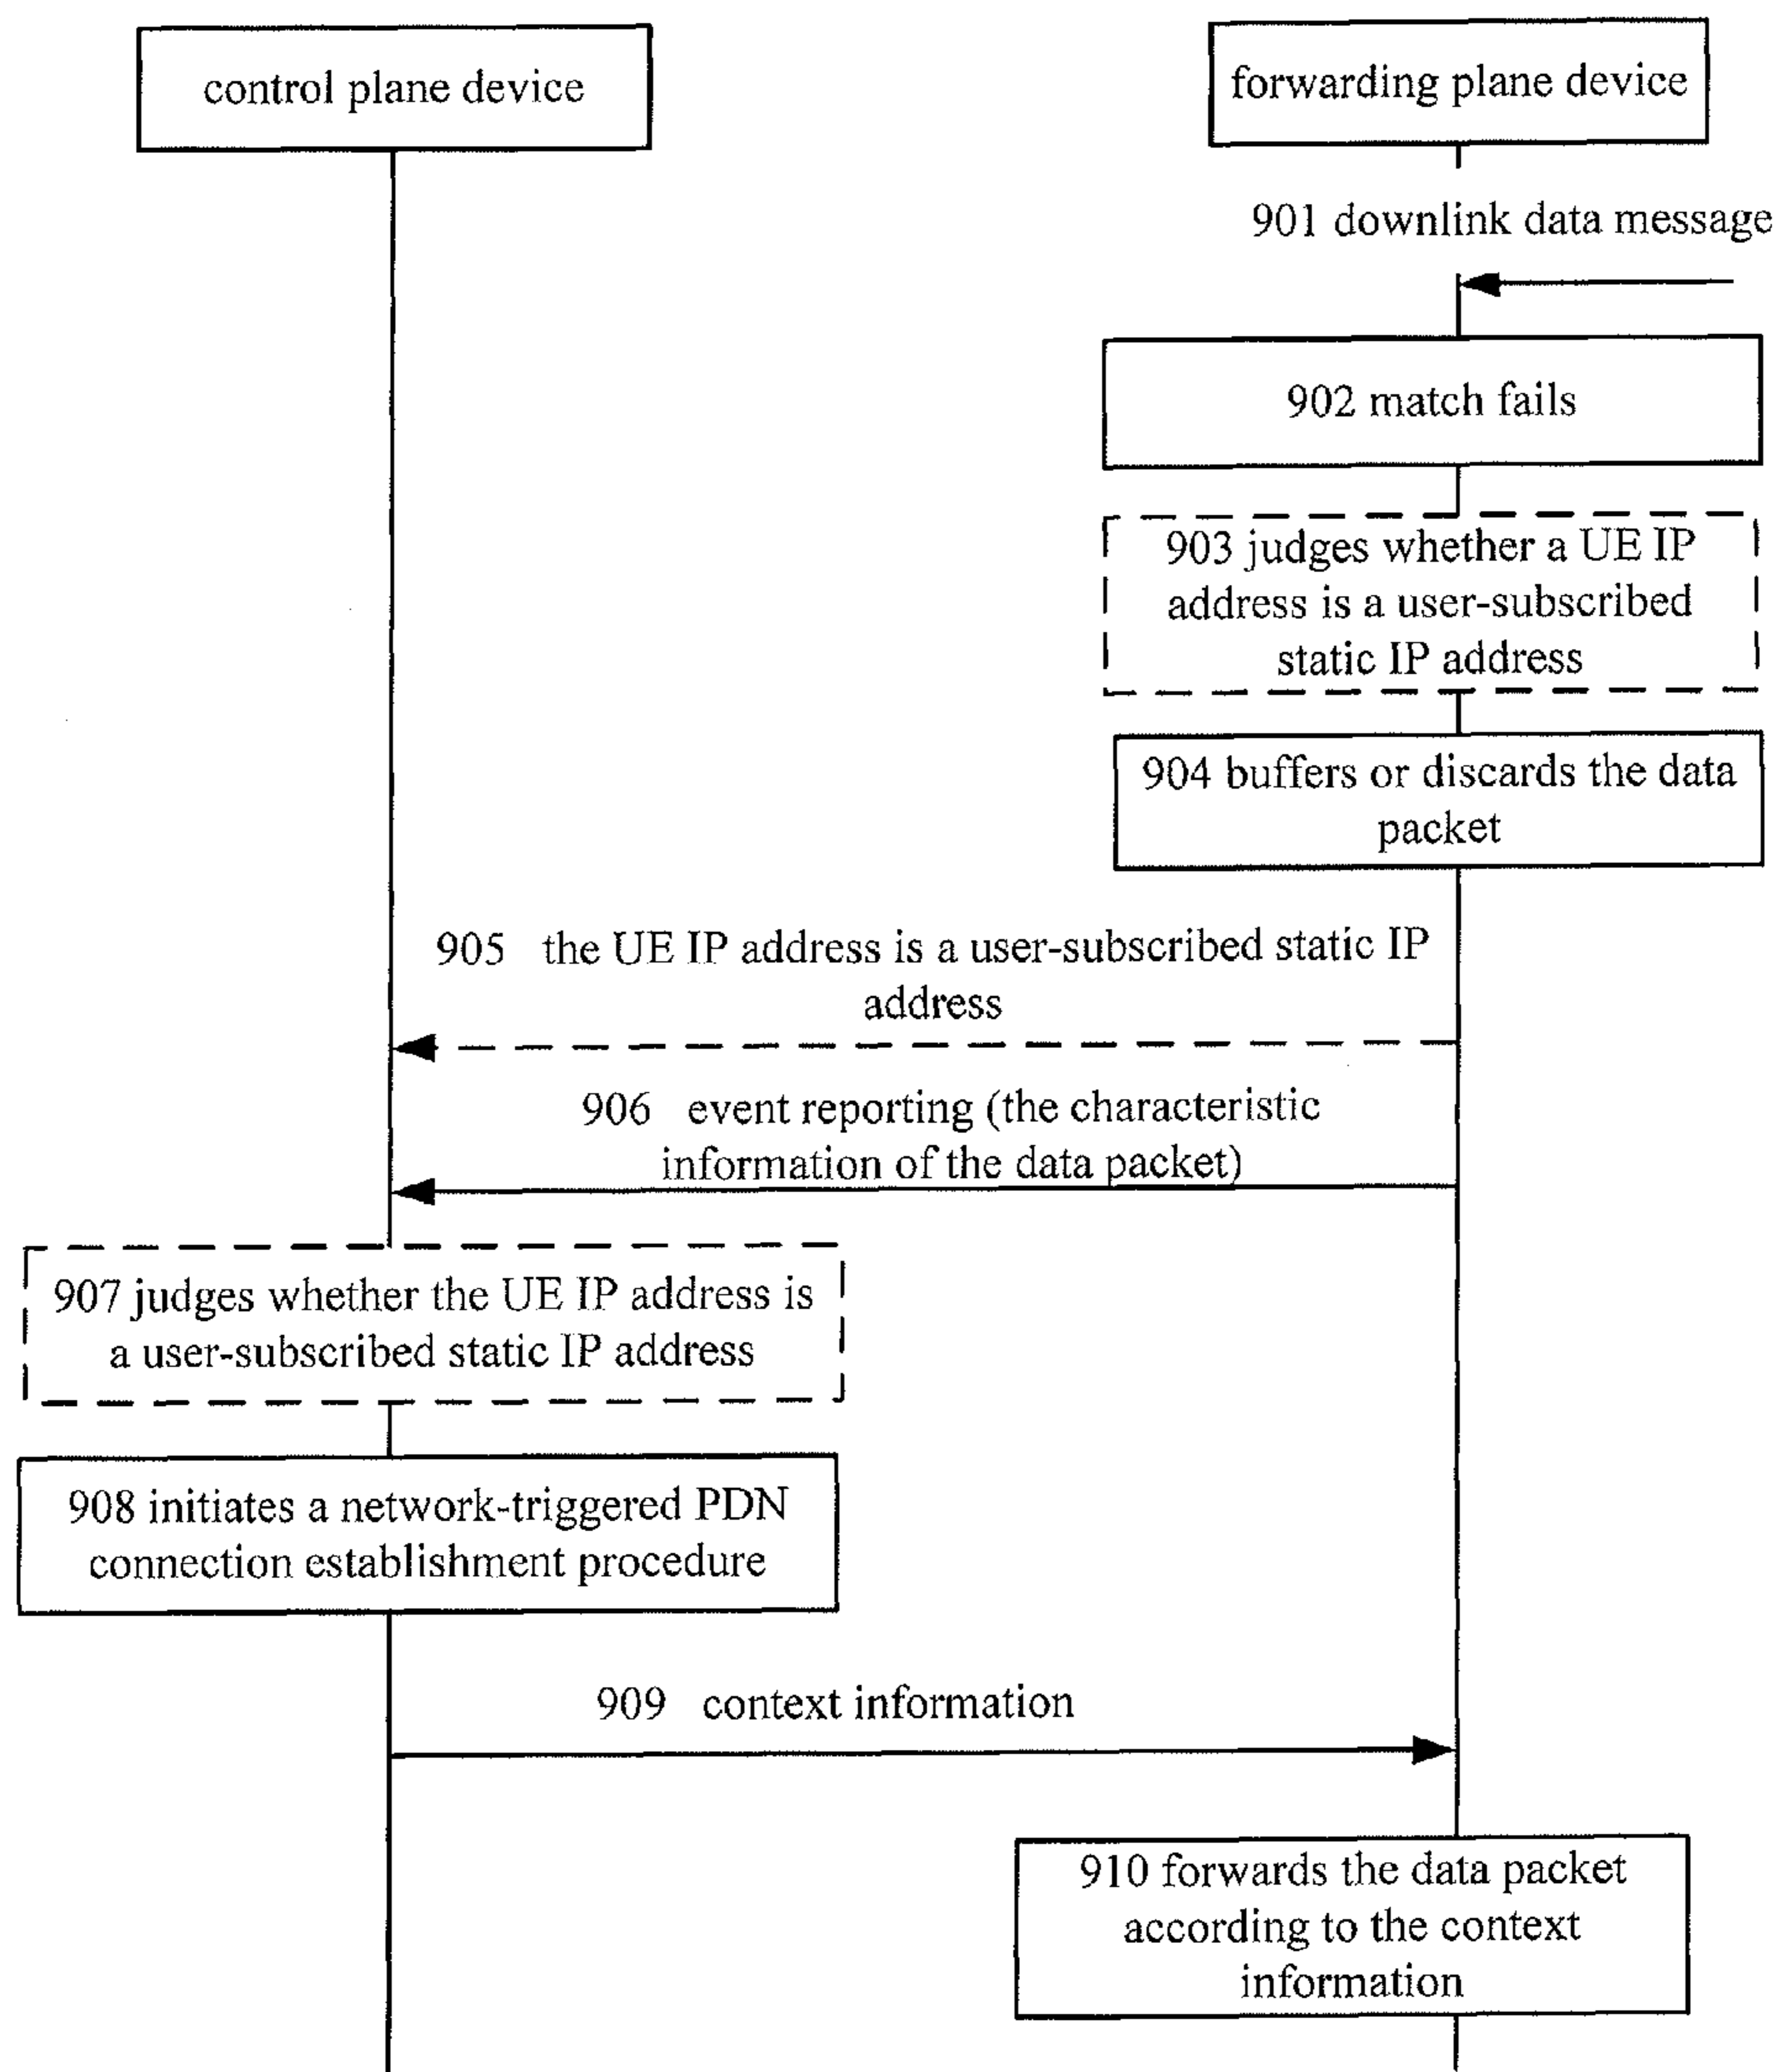 control plane device
forwarding plane device
901 downlink data message
902 match fails
903 judges whether a UE IP
address is a user-subscribed
static IP address
904 buffers or discards the data
packet
905 the UE IP address is a user-subscribed static IP
address
906 event reporting (the characteristic
information of the data packet)
907 judges whether the UE IP address is
a user-subscribed static IP address
908 initiates a network-triggered PDN
connection establishment procedure
909 context information
910 forwards the data packet
according to the context
information